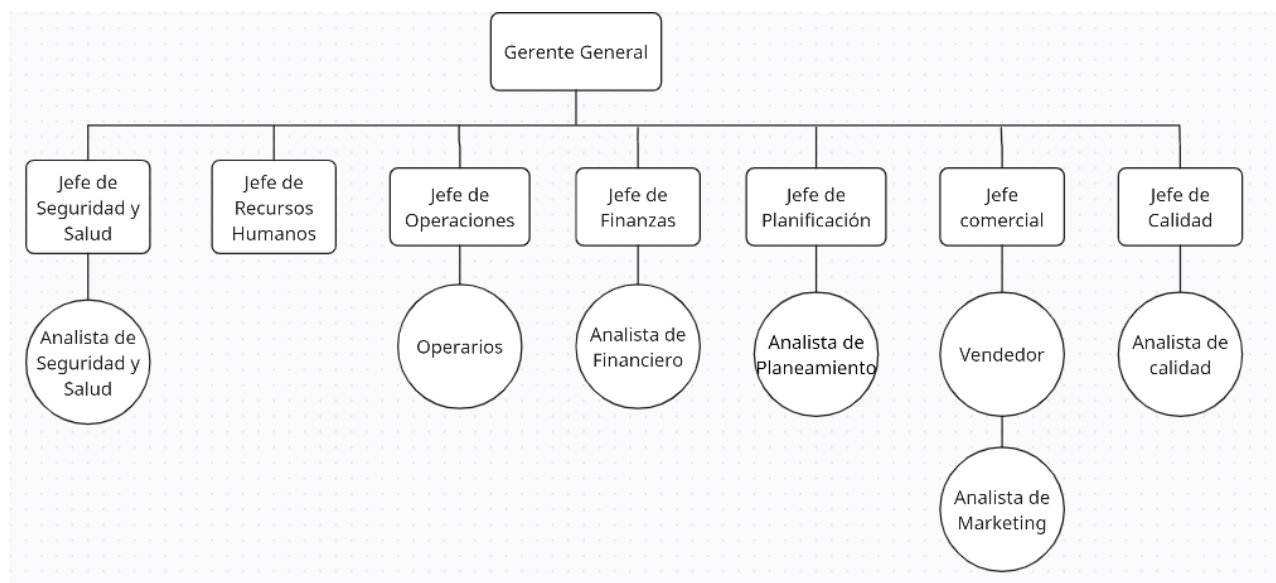 Gerente General
Jefe de
Seguridad y
Salud
Jefe de
Recursos
Humanos
Jefe de
Operaciones
Jefe de
Finanzas
Jefe de
Planificación
Jefe
comercial
Jefe de
Calidad
Analista de
Seguridad y
Salud
Operarios
Analista de
Financiero
Analista de
Planeamiento
Vendedor
Analista de
calidad
Analista de
Marketing